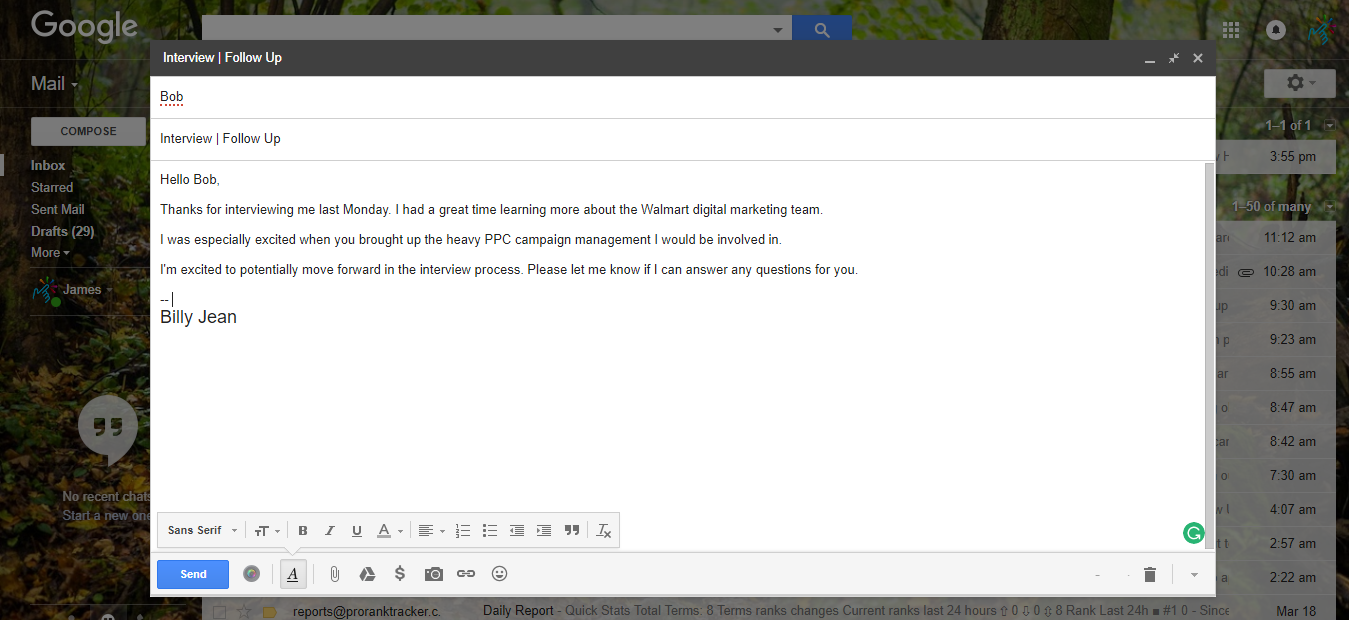 Google
Interview | Follow Up
Mail
Bob
COMPOSE
Interview | Follow Up
1–1 of 1
Inbox
3:55 pm
Starred
Hello Bob,
Sent Mail
Thanks for interviewing me last Monday. I had a great time learning more about the Walmart digital marketing team.
1–50 of many
Drafts (29)
I was especially excited when you brought up the heavy PPC campaign management I would be involved in.
11:12 am
More
I'm excited to potentially move forward in the interview process. Please let me know if I can answer any questions for you.
10:28 am
James
--
9:30 am
Billy Jean
9:23 am
8:55 am
8:47 am
8:42 am
7:30 am
No recent chats
Start a new one
4:07 am
Sans Serif
2:57 am
Send
2:22 am
reports@proranktracker.c. Daily Report - Quick Stats Total Terms: 8 Terms ranks changes Current ranks last 24 hours ⇧ 0 ⇩ 0 ⇳ 8 Rank Last 24h ■ #1 0 - Since Mar 18